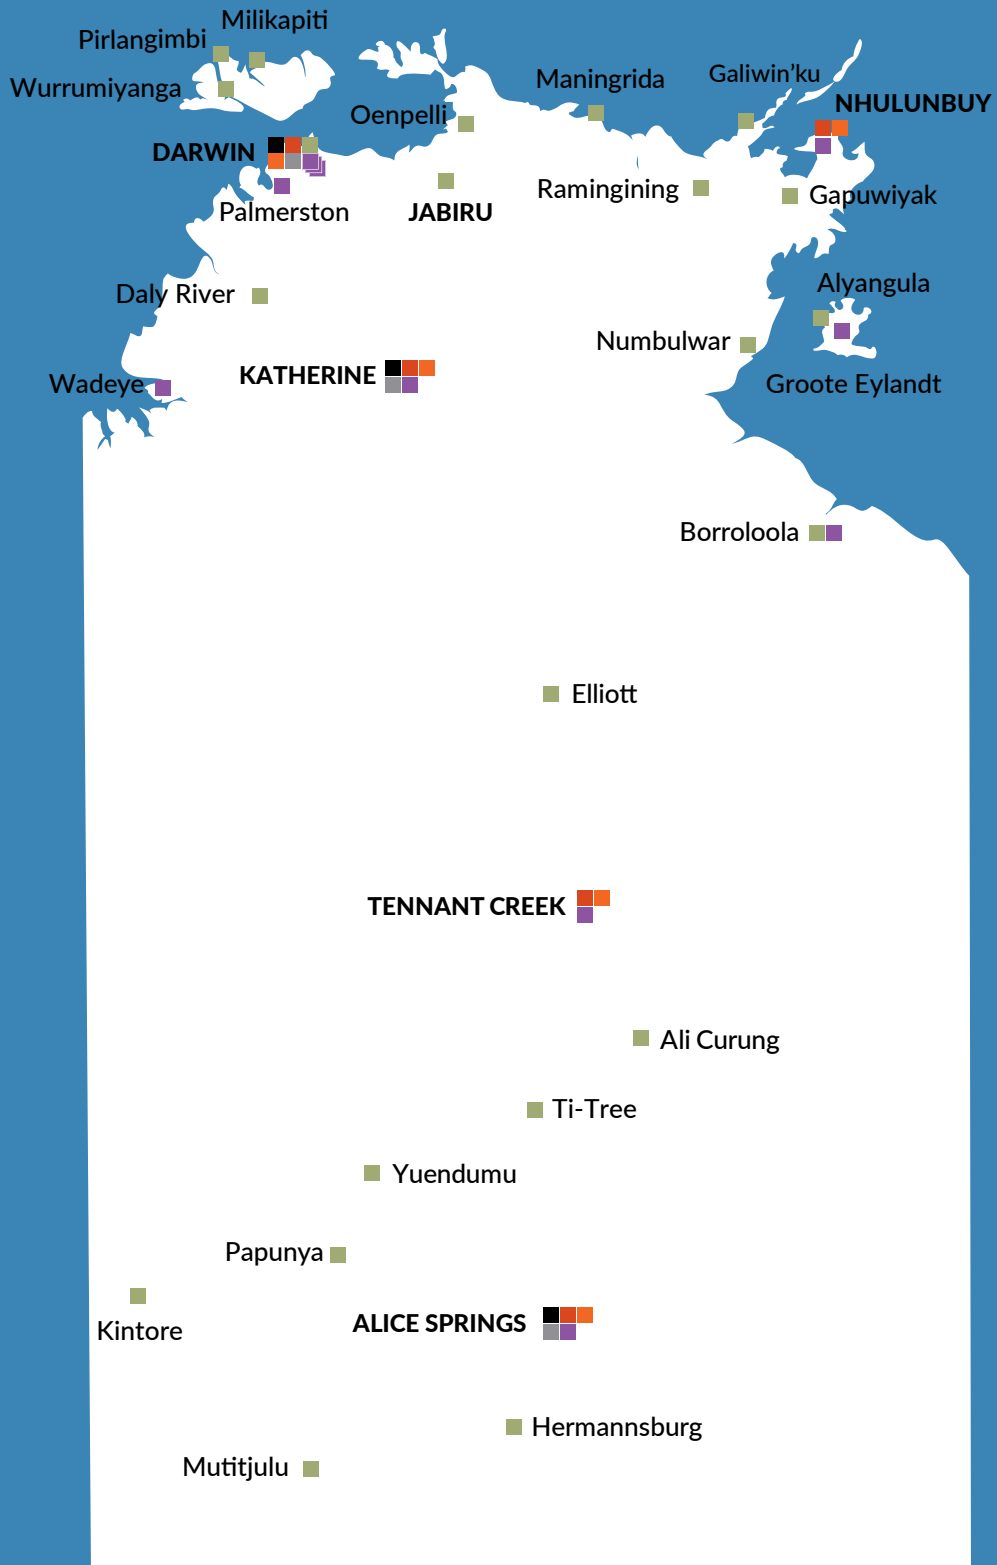 Milikapiti
Pirlangimbi
Wurrumiyanga
Maningrida
Galiwin’ku
NHULUNBUY
Oenpelli
DARWIN
Ramingining
Gapuwiyak
Palmerston
JABIRU
Alyangula
Daly River
Numbulwar
KATHERINE
Wadeye
Groote Eylandt
Borroloola
Elliott
TENNANT CREEK
Ali Curung
Ti-Tree
Yuendumu
Papunya
Kintore
ALICE SPRINGS
Hermannsburg
Mutitjulu